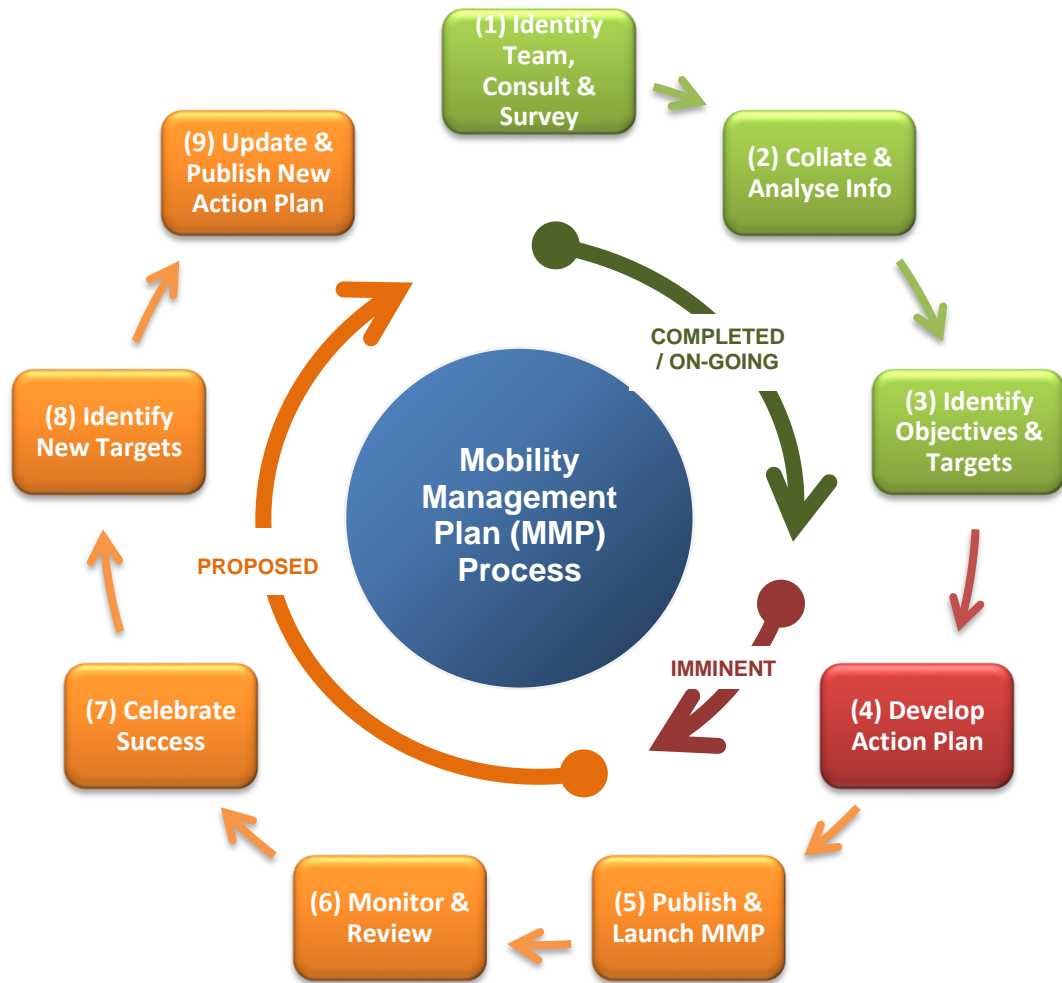 (1) Identify
Team,
Consult &
Survey
(2) Collate &
Analyse Info
(3) Identify
Objectives &
Targets
(4) Develop
Action Plan
(5) Publish &
Launch MMP
(6) Monitor &
Review
(7) Celebrate
Success
(8) Identify
New Targets
(9) Update &
Publish New
Action Plan
COMPLETED
/ ON-GOING
IMMINENT
PROPOSED
Mobility
Management
Plan (MMP)
Process